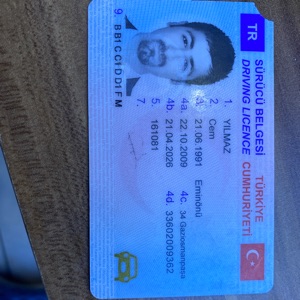 TR
SÜRÜCÜ BELGESİ TÜRKİYE
DRIVING LICENCE CUMHURİYETİ
1. YILMAZ
2. Cem
3. 21.06.1991 Eminönü
4a. 22.10.2009 4c. 34 Gaziosmanpaşa
4b. 21.04.2026 4d. 33602009362
5. 161081
7.
9. B B1 C C1 D D1 F M